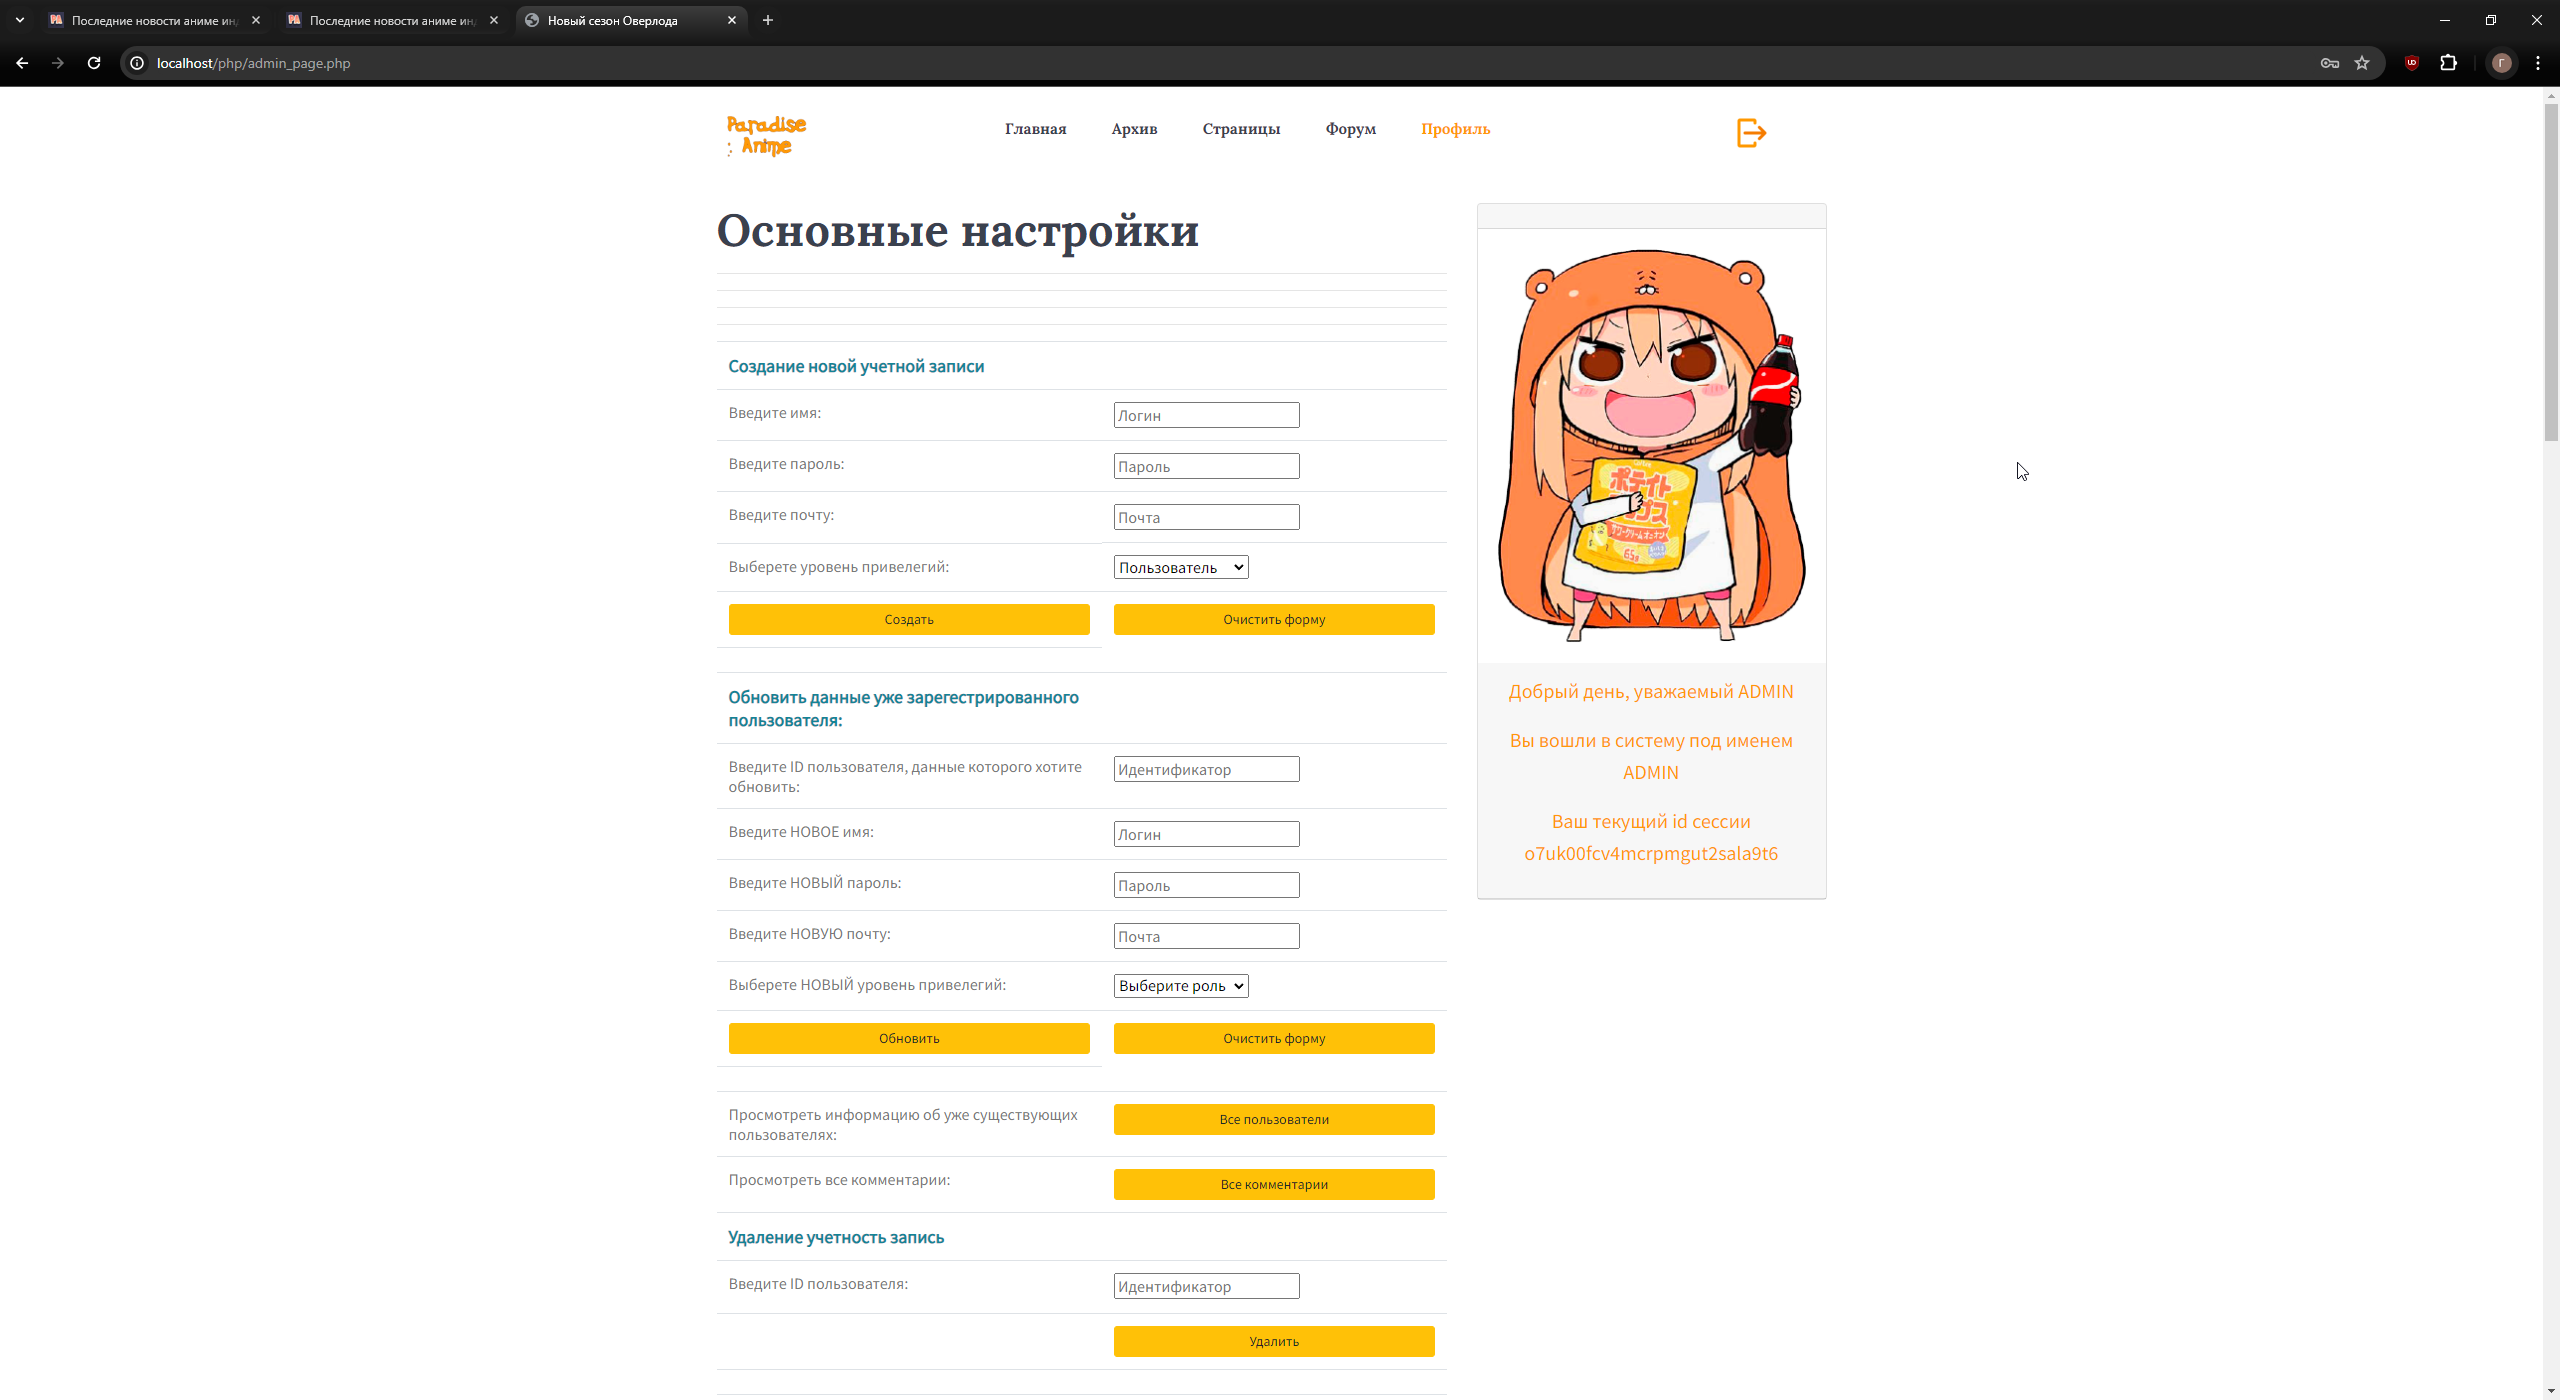 Последние новости аниме ин
Последние новости аниме ин
Новый сезон Оверлода
localhost/php/admin_page.php
Г
Paradise
Anime
Главная
Архив
Страницы
Форум
Профиль
Основные настройки
Создание новой учетной записи
Введите имя:
Логин
Введите пароль:
Пароль
Введите почту:
Почта
Выберете уровень привелегий:
Пользователь
Создать
Очистить форму
Обновить данные уже зарегестрированного
пользователя:
Введите ID пользователя, данные которого хотите
обновить:
Идентификатор
Введите НОВОЕ имя:
Логин
Введите НОВЫЙ пароль:
Пароль
Введите НОВУЮ почту:
Почта
Выберете НОВЫЙ уровень привелегий:
Выберите роль
Обновить
Очистить форму
Просмотреть информацию об уже существующих
пользователях:
Все пользователи
Просмотреть все комментарии:
Все комментарии
Удаление учетность запись
Введите ID пользователя:
Идентификатор
Удалить
ポテイト
65g
Добрый день, уважаемый ADMIN
Вы вошли в систему под именем
ADMIN
Ваш текущий id сессии
o7uk00fcv4mcrpmgut2sala9t6